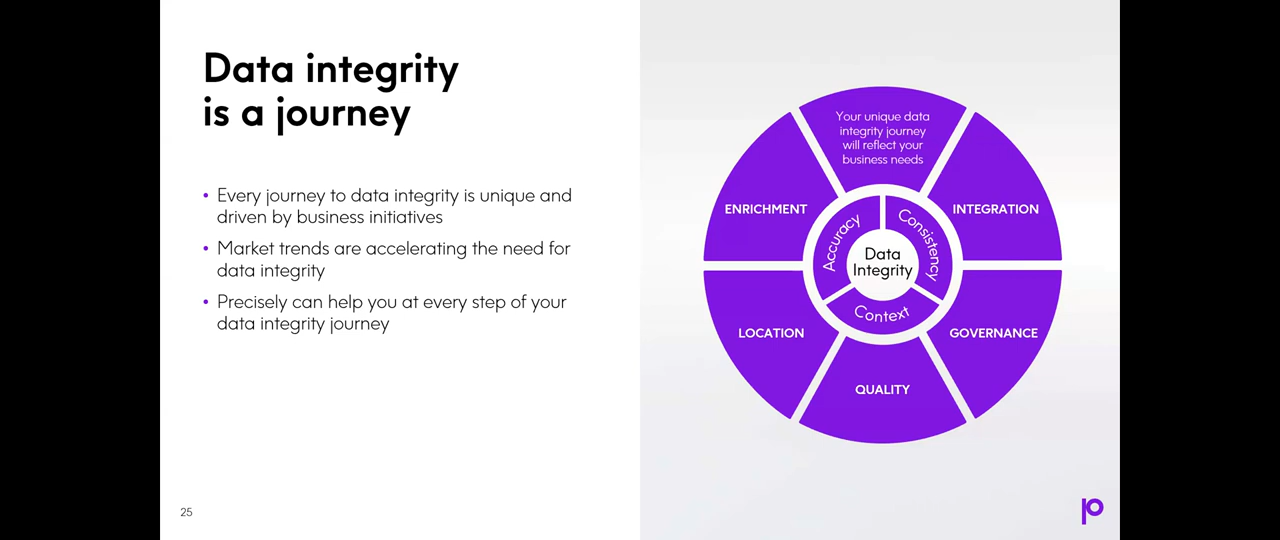 Data integrity
is a journey
• Every journey to data integrity is unique and
driven by business initiatives
• Market trends are accelerating the need for
data integrity
• Precisely can help you at every step of your
data integrity journey
25
Your unique data
integrity journey
will reflect your
business needs
ENRICHMENT
INTEGRATION
Accuracy
Consistency
Data
Integrity
Context
LOCATION
GOVERNANCE
QUALITY
p